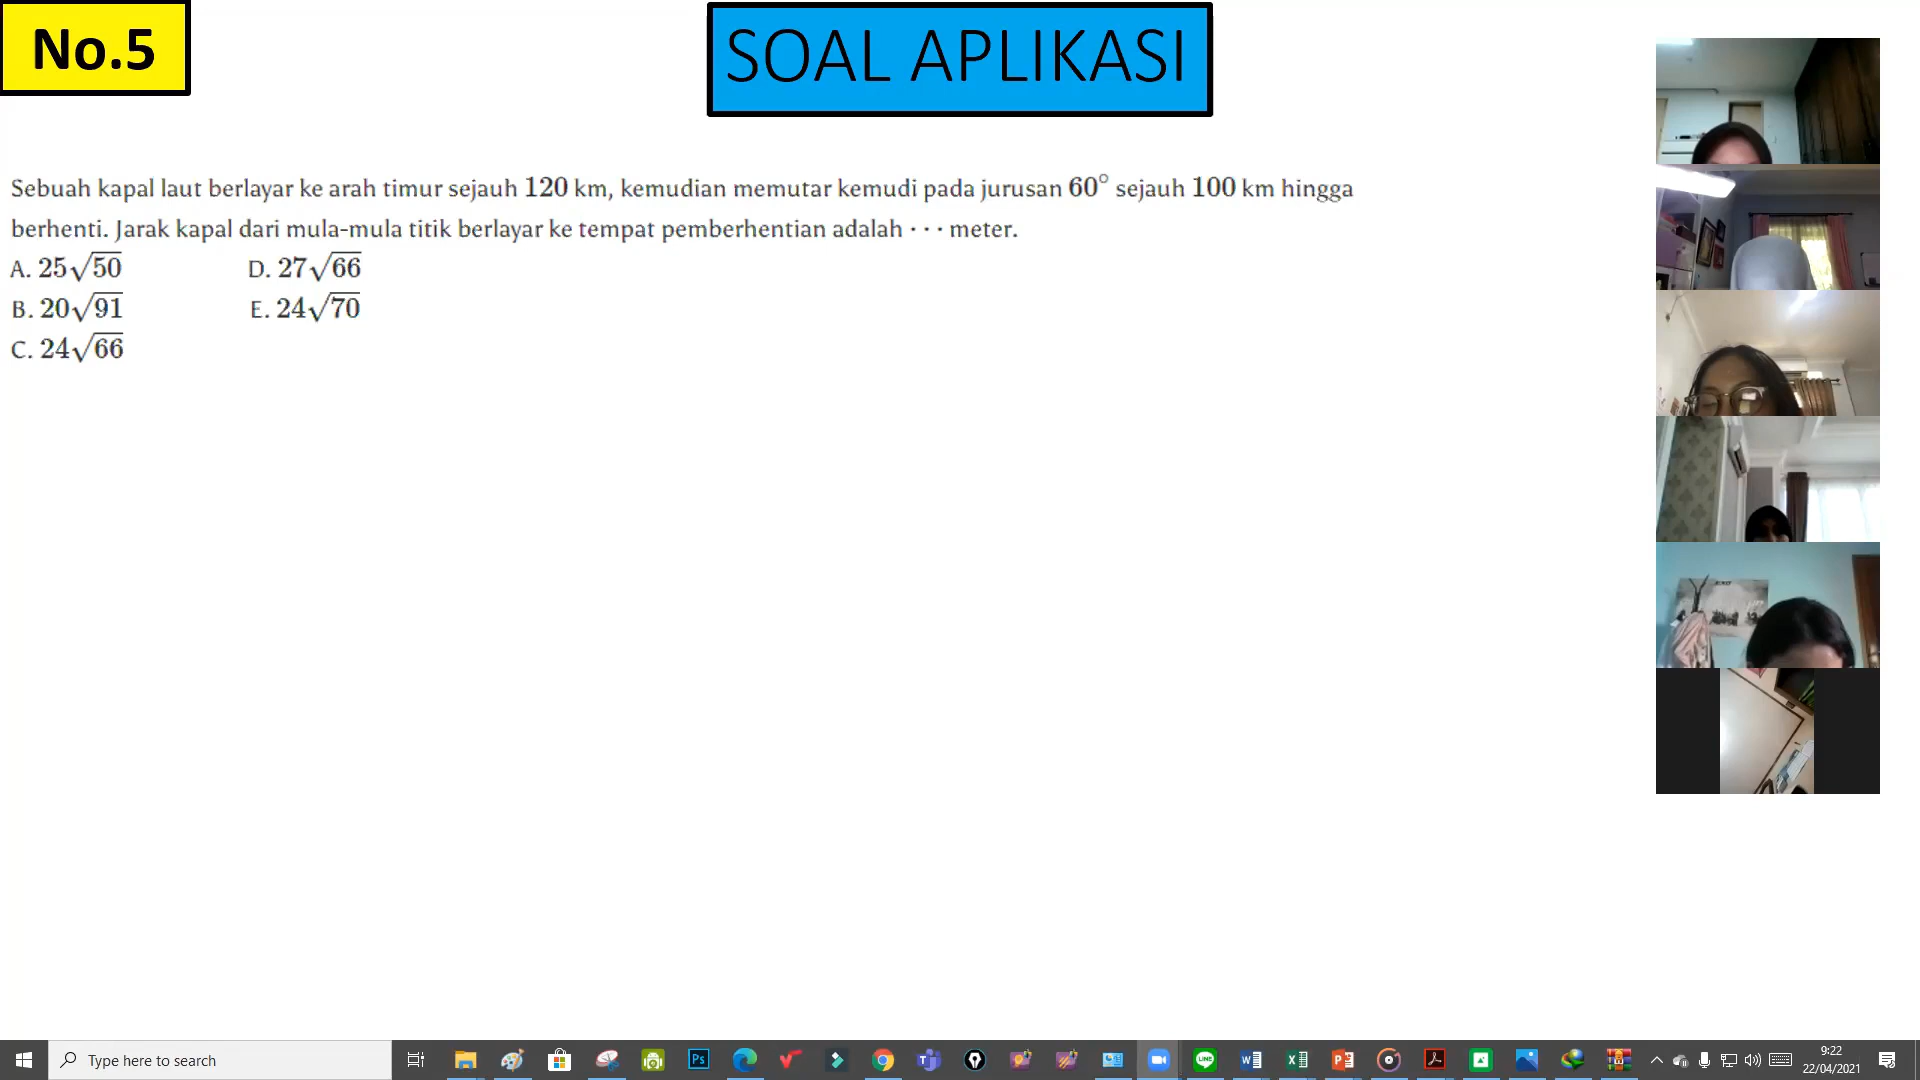 No.5
SOAL APLIKASI
Sebuah kapal laut berlayar ke arah timur sejauh 120 km, kemudian memutar kemudi pada jurusan 60° sejauh 100 km hingga
berhenti. Jarak kapal dari mula-mula titik berlayar ke tempat pemberhentian adalah ··· meter.
A. 25√50 D. 27√66
B. 20√91 E. 24√70
C. 24√66
Type here to search
9:22
22/04/2021